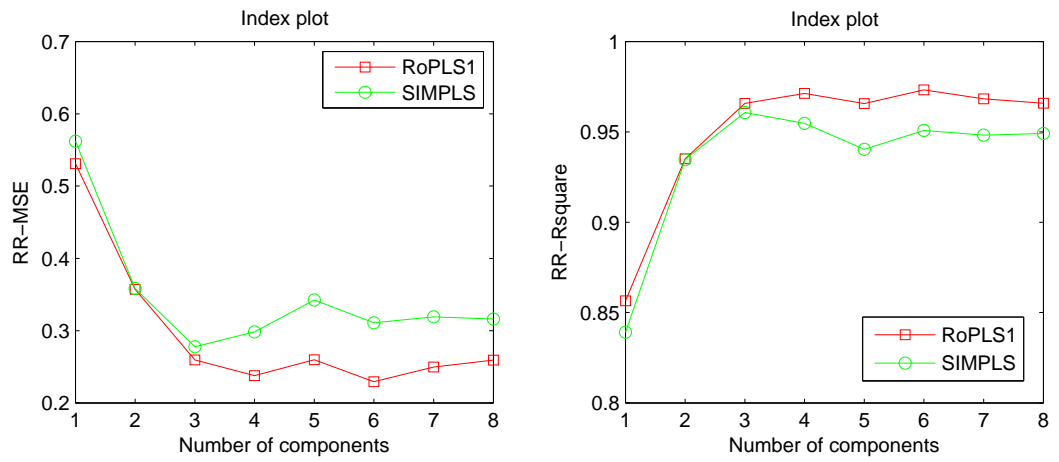 Index plot
0.7
0.6
0.5
0.4
0.3
0.2
RR−MSE
RoPLS1
SIMPLS
1 2 3 4 5 6 7 8
Number of components
Index plot
1
0.95
0.9
0.85
0.8
RR−Rsquare
RoPLS1
SIMPLS
1 2 3 4 5 6 7 8
Number of components